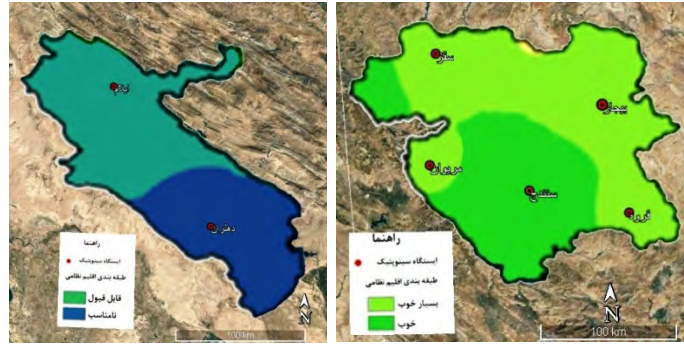 ایلام
دهلران
راهنما
ایستگاه سینوپتیک
طبقه بندی اقلیم نظامی
قابل قبول
نامناسب
N
100 km
سقز
بیجار
مریوان
سنندج
قروه
راهنما
ایستگاه سینوپتیک
طبقه بندی اقلیم نظامی
بسیار خوب
خوب
N
100 km